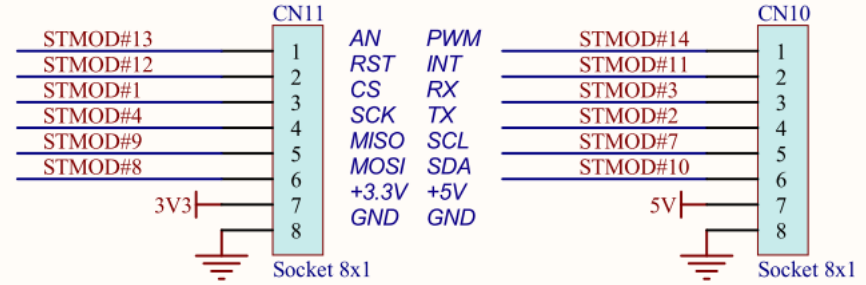 CN11 CN10
STMOD#13 1 AN PWM STMOD#14 1
STMOD#12 2 RST INT STMOD#11 2
STMOD#1 3 CS RX STMOD#3 3
STMOD#4 4 SCK TX STMOD#2 4
STMOD#9 5 MISO SCL STMOD#7 5
STMOD#8 6 MOSI SDA STMOD#10 6
3V3 7 +3.3V +5V 5V 7
8 GND GND 8
Socket 8x1 Socket 8x1